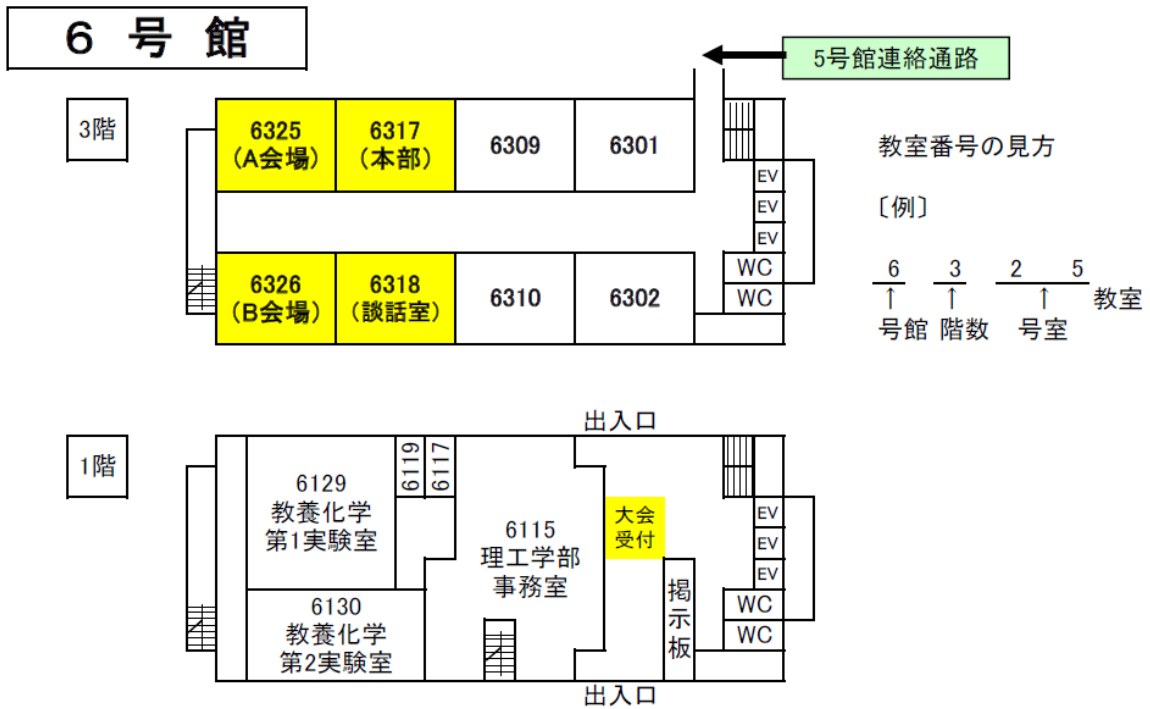 6 号 館
5号館連絡通路
3階
6325
(A会場)
6317
(本部)
6309
6301
EV
EV
EV
WC
WC
6326
(B会場)
6318
(談話室)
6310
6302
教室番号の見方
〔例〕
6 3 2 5
↑ ↑ ↑ 教室
号館 階数 号室
1階
出入口
6129
教養化学
第1実験室
6119
6117
6115
理工学部
事務室
大会
受付
掲示板
EV
EV
EV
WC
WC
6130
教養化学
第2実験室
出入口